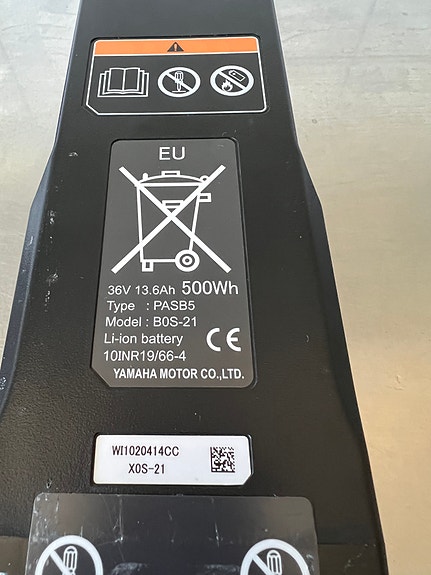 EU
36V 13.6Ah 500Wh
Type : PASB5
Model : B0S-21
Li-ion battery
10INR19/66-4
CE
YAMAHA MOTOR CO.,LTD.
WI1020414CC
X0S-21